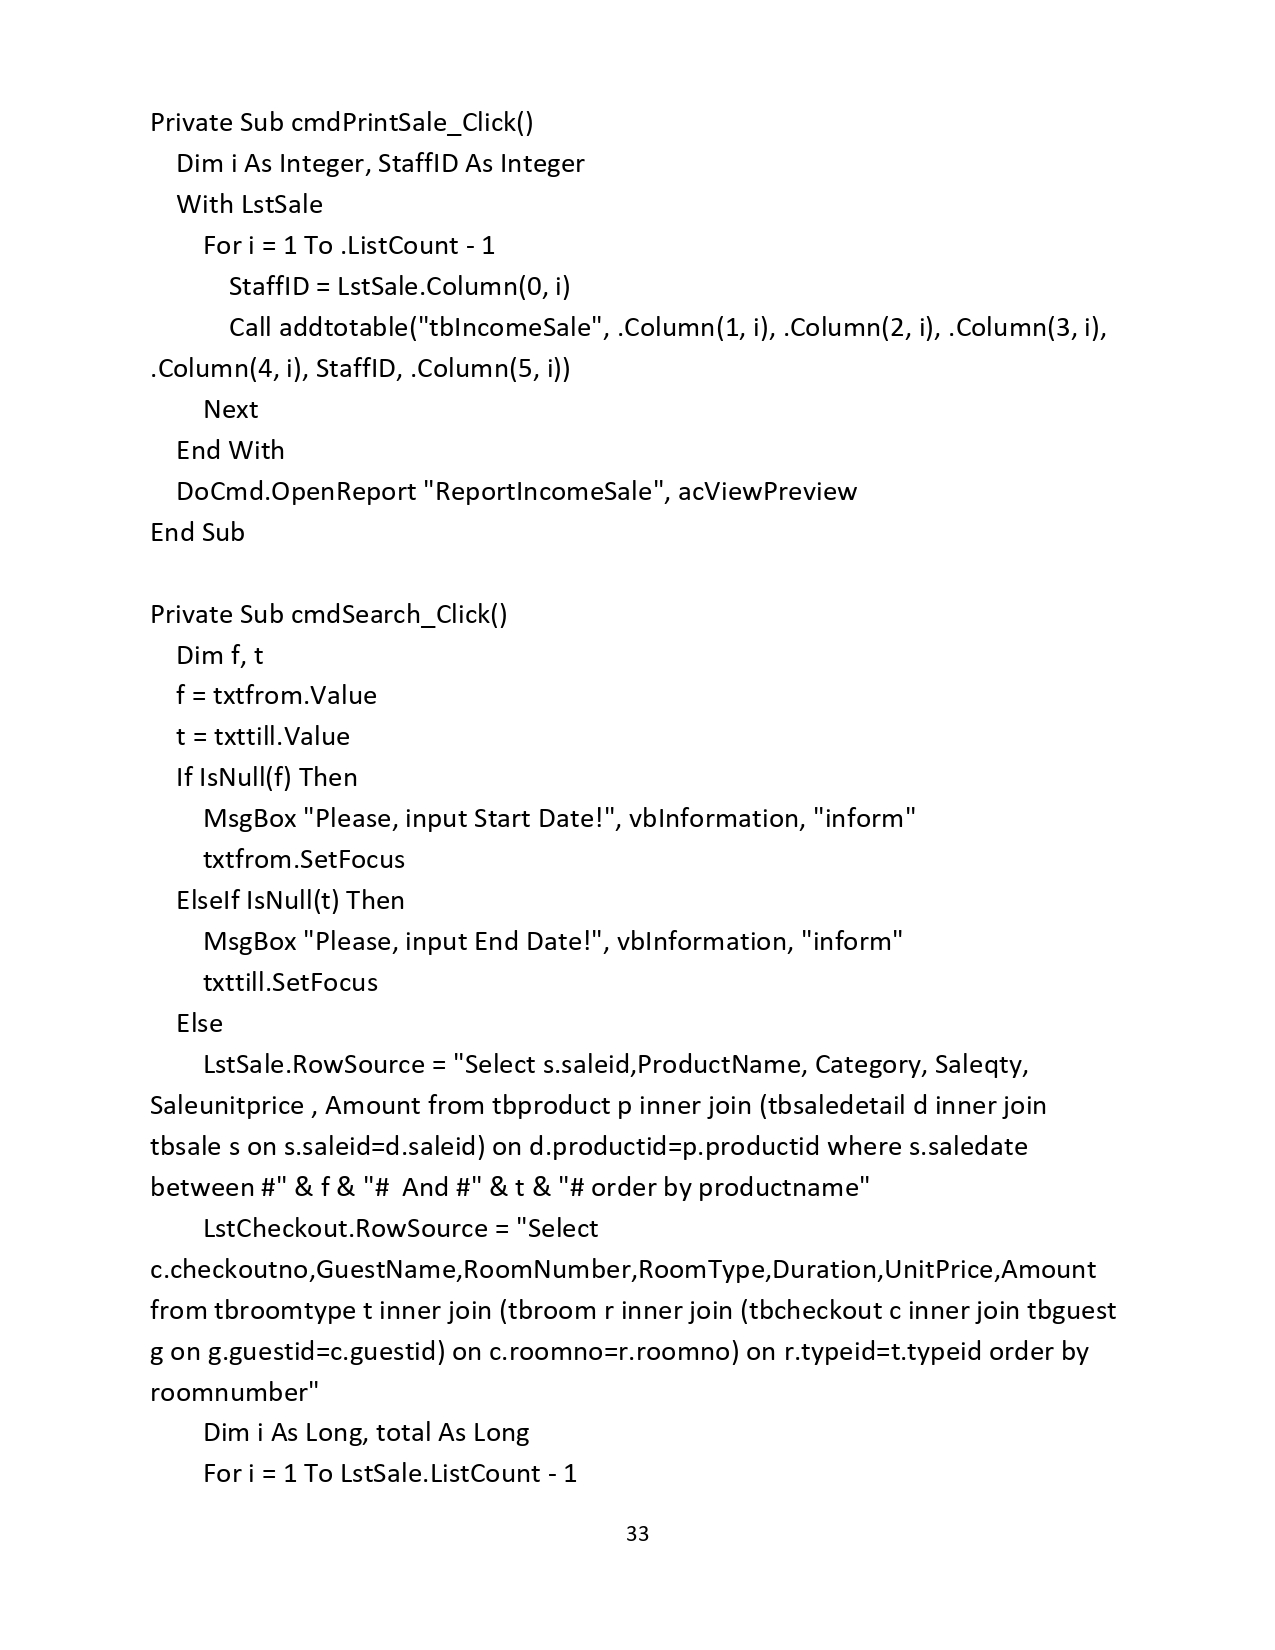 Private Sub cmdPrintSale_Click()
Dim i As Integer, StaffID As Integer
With LstSale
For i = 1 To .ListCount - 1
StaffID = LstSale.Column(0, i)
Call addtotable("tbIncomeSale", .Column(1, i), .Column(2, i), .Column(3, i),
.Column(4, i), StaffID, .Column(5, i))
Next
End With
DoCmd.OpenReport "ReportIncomeSale", acViewPreview
End Sub
Private Sub cmdSearch_Click()
Dim f, t
f = txtfrom.Value
t = txttill.Value
If IsNull(f) Then
MsgBox "Please, input Start Date!", vbInformation, "inform"
txtfrom.SetFocus
ElseIf IsNull(t) Then
MsgBox "Please, input End Date!", vbInformation, "inform"
txttill.SetFocus
Else
LstSale.RowSource = "Select s.saleid,ProductName, Category, Saleqty,
Saleunitprice , Amount from tbproduct p inner join (tbsaledetail d inner join
tbsale s on s.saleid=d.saleid) on d.productid=p.productid where s.saledate
between #" & f & "#  And #" & t & "# order by productname"
LstCheckout.RowSource = "Select
c.checkoutno,GuestName,RoomNumber,RoomType,Duration,UnitPrice,Amount
from tbroomtype t inner join (tbroom r inner join (tbcheckout c inner join tbguest
g on g.guestid=c.guestid) on c.roomno=r.roomno) on r.typeid=t.typeid order by
roomnumber"
Dim i As Long, total As Long
For i = 1 To LstSale.ListCount - 1
33